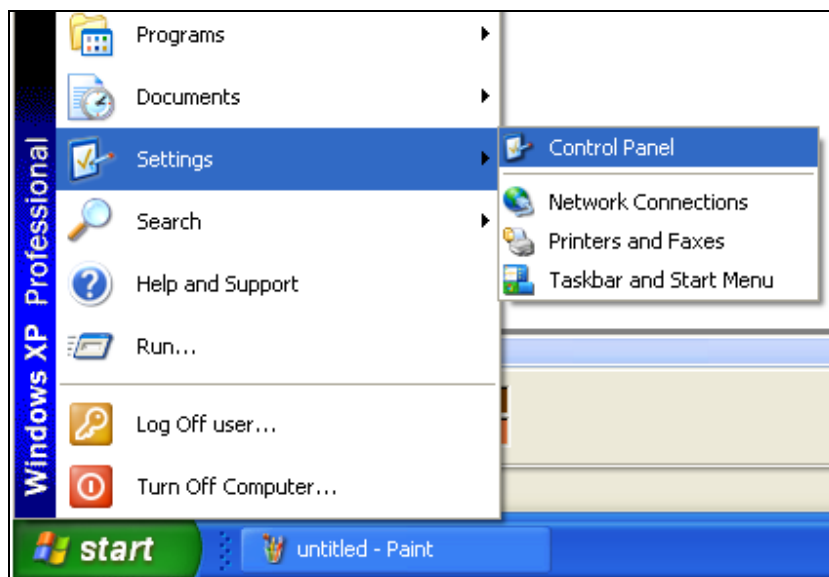 Programs
Documents
Settings
Search
Help and Support
Run...
Log Off user...
Turn Off Computer...
Windows XP Professional
Control Panel
Network Connections
Printers and Faxes
Taskbar and Start Menu
start
untitled - Paint